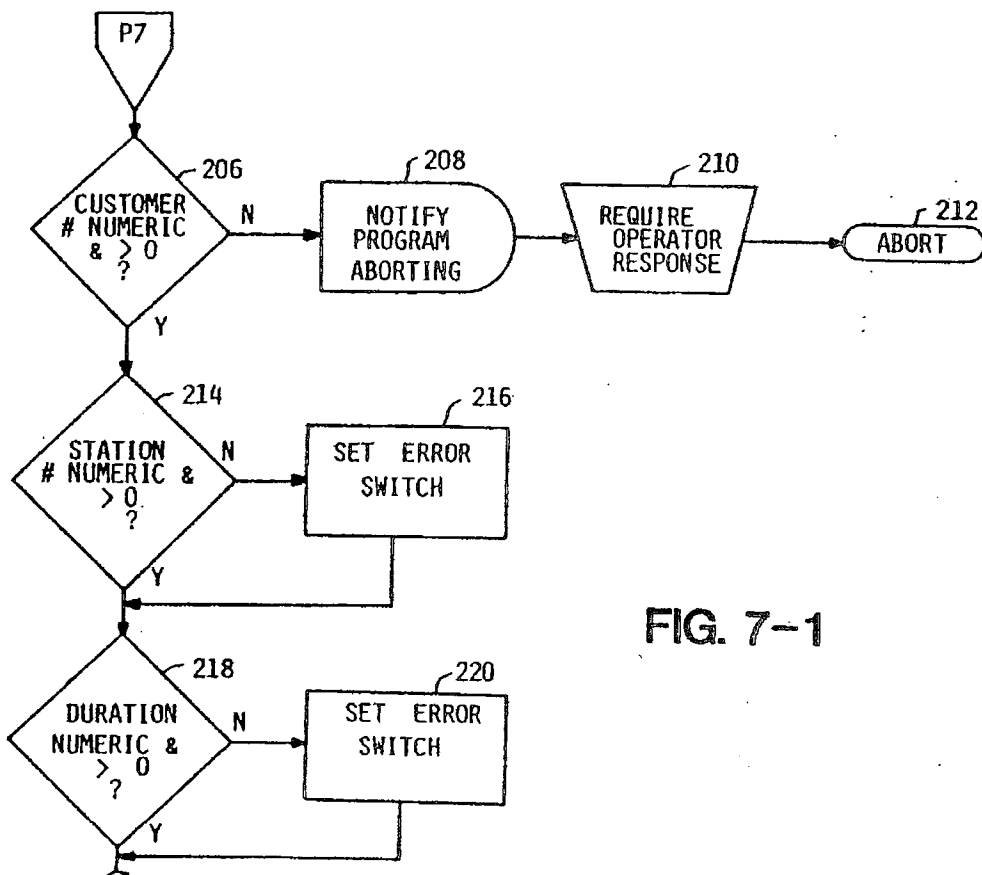 P7
206
CUSTOMER
# NUMERIC
& > 0
?
N
Y
208
NOTIFY
PROGRAM
ABORTING
210
REQUIRE
OPERATOR
RESPONSE
212
ABORT
214
STATION
# NUMERIC &
> 0
?
N
Y
216
SET ERROR
SWITCH
218
DURATION
NUMERIC &
> 0
?
N
Y
220
SET ERROR
SWITCH
FIG. 7-1